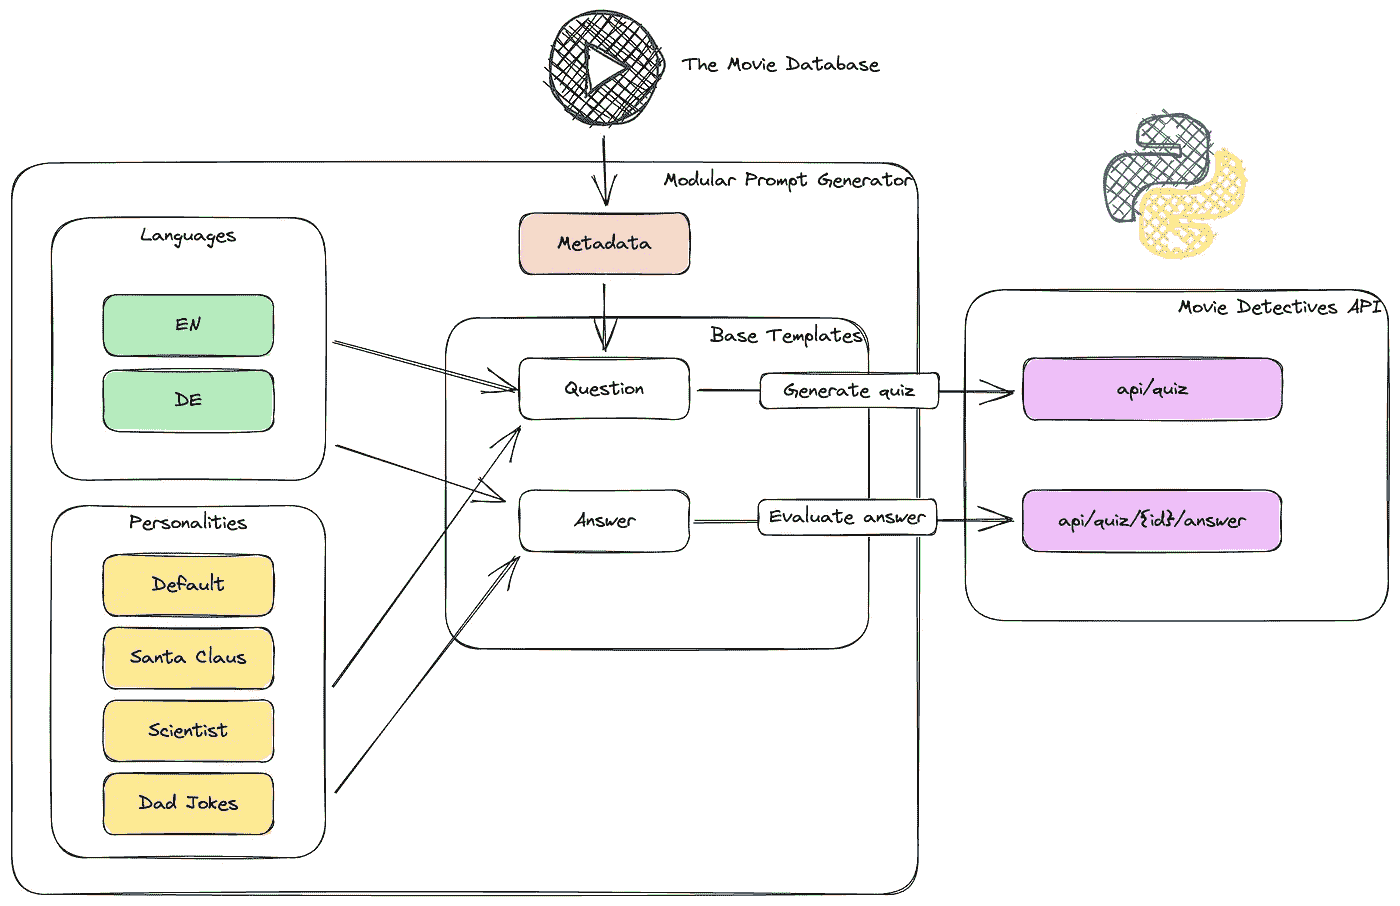 The Movie Database
Modular Prompt Generator
Metadata
Languages
EN
DE
Personalities
Default
Santa Claus
Scientist
Dad Jokes
Base Templates
Question
Answer
Generate quiz
Evaluate answer
Movie Detectives API
api/quiz
api/quiz/{id}/answer